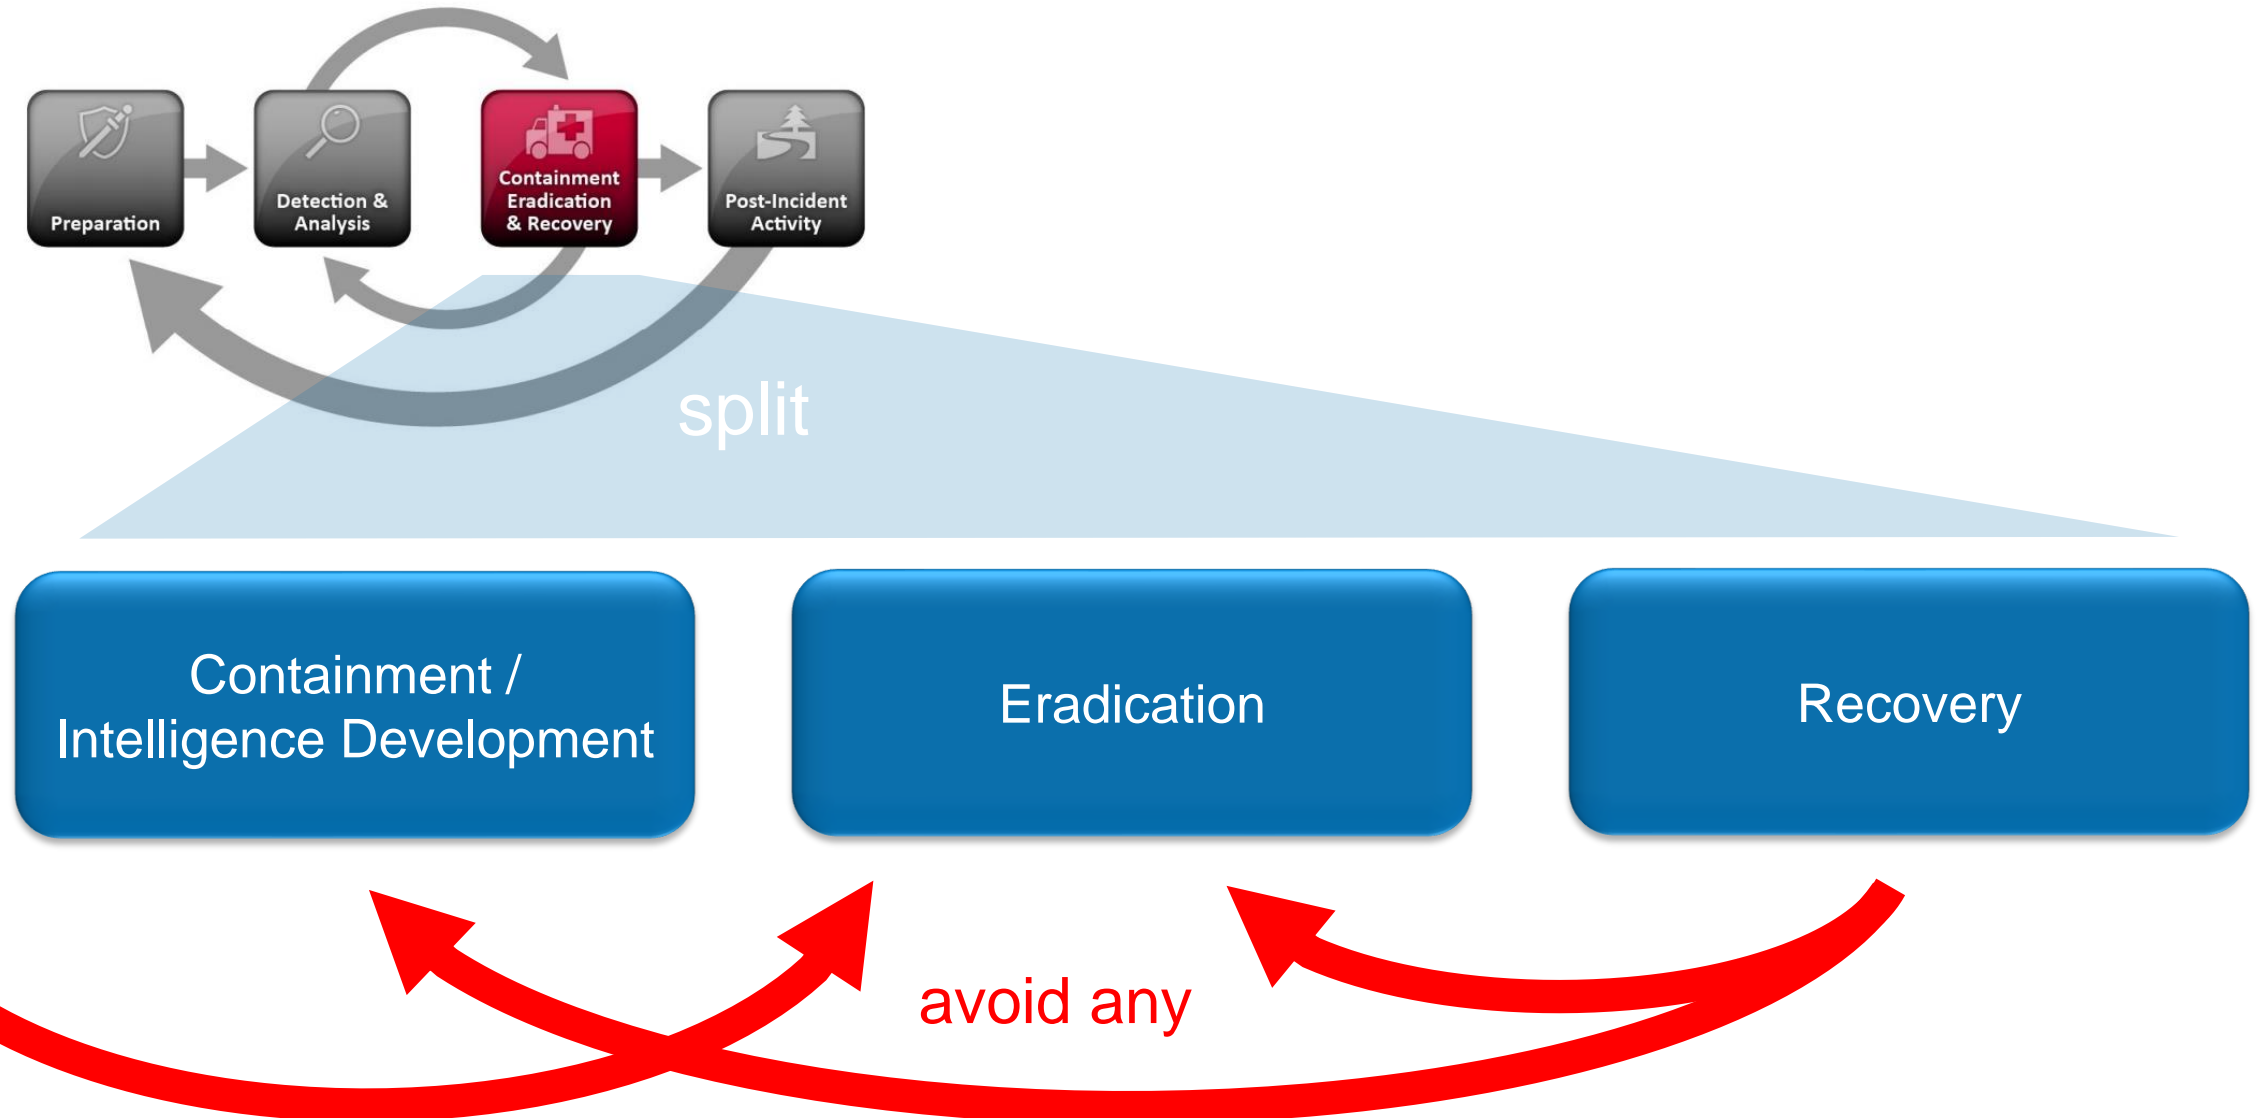 Preparation
Detection &
Analysis
Containment
Eradication
& Recovery
Post-Incident
Activity
split
Containment /
Intelligence Development
Eradication
Recovery
avoid any